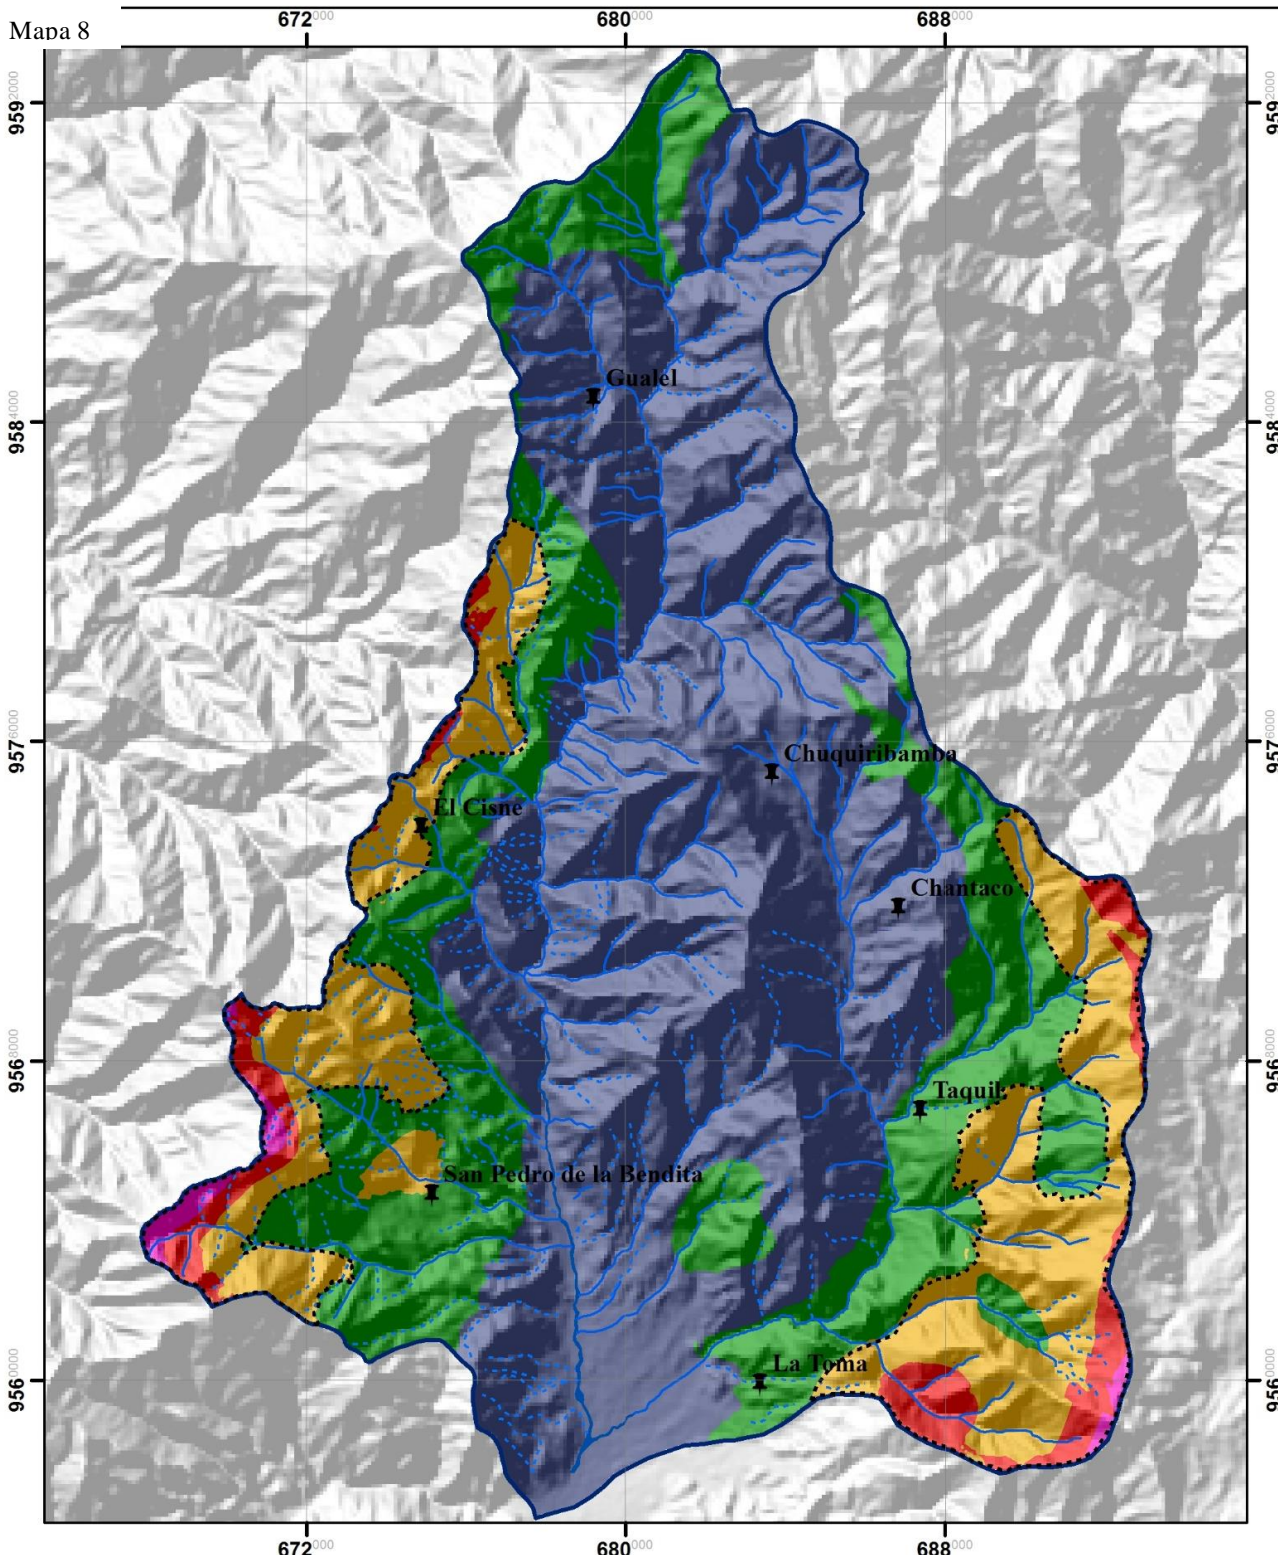 Mapa 8
672000 680000 688000
9592000 9592000
Gualel
9584000 9584000
Chuquiribamba
9576000 9576000
El Cisne
Chantaco
9568000 9568000
Taquil
San Pedro de la Bendita
La Toma
9560000 9560000
672000 680000 688000